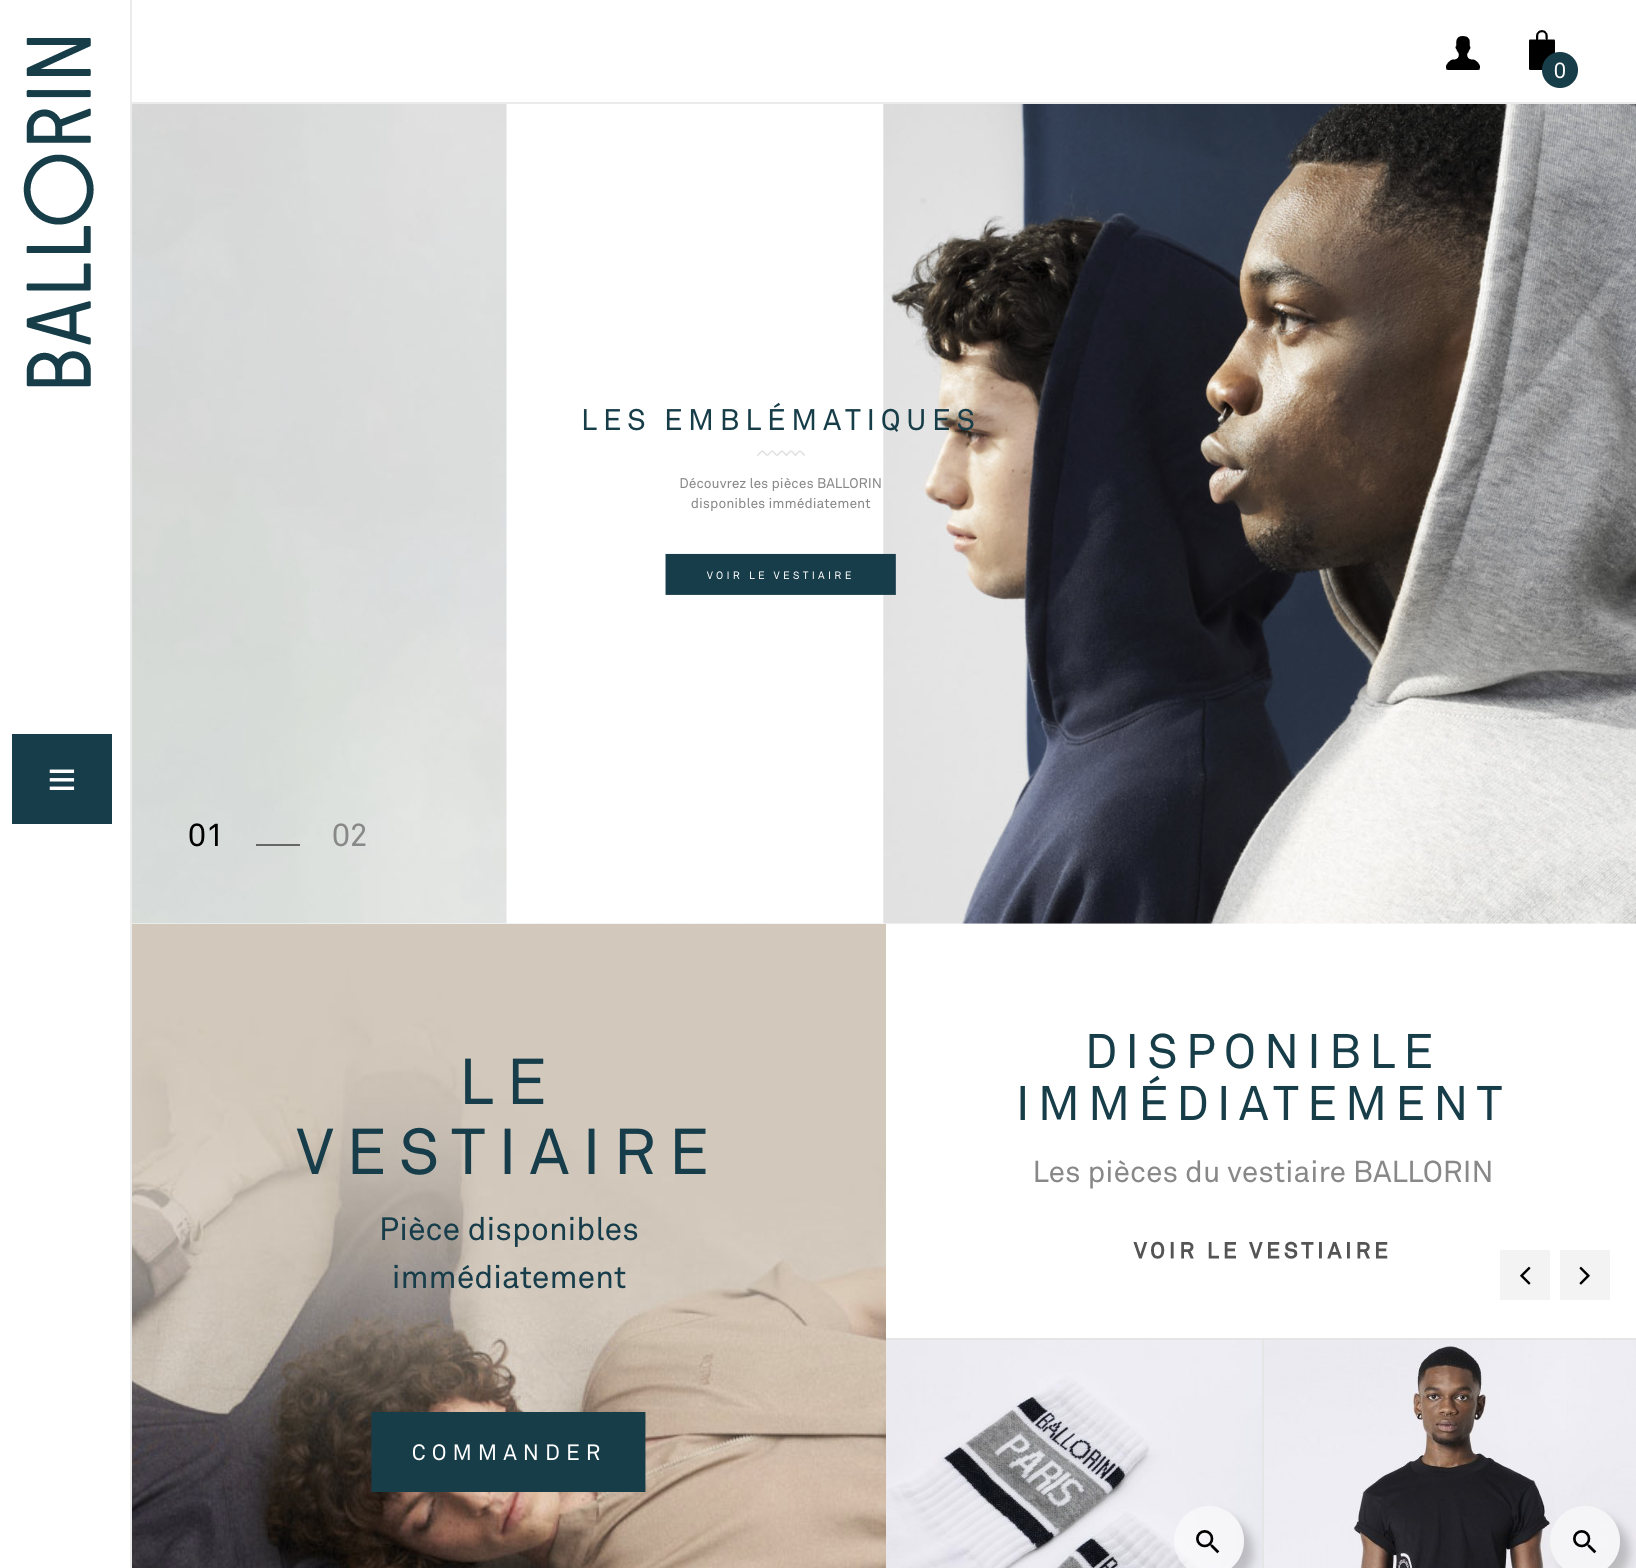 BALLORIN
0
LES EMBLÉMATIQUES
Découvrez les pièces BALLORIN
disponibles immédiatement
VOIR LE VESTIAIRE
01
02
LE
VESTIAIRE
Pièce disponibles
immédiatement
COMMANDER
DISPONIBLE
IMMÉDIATEMENT
Les pièces du vestiaire BALLORIN
VOIR LE VESTIAIRE
BALLORIN
PARIS